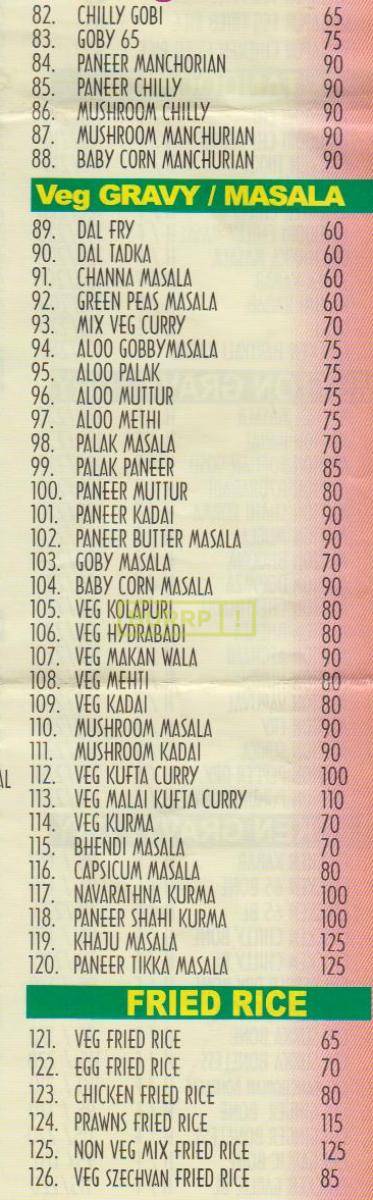 82. CHILLY GOBI 65
83. GOBY 65 75
84. PANEER MANCHORIAN 90
85. PANEER CHILLY 90
86. MUSHROOM CHILLY 90
87. MUSHROOM MANCHURIAN 90
88. BABY CORN MANCHURIAN 90
Veg GRAVY / MASALA
89. DAL FRY 60
90. DAL TADKA 60
91. CHANNA MASALA 60
92. GREEN PEAS MASALA 60
93. MIX VEG CURRY 70
94. ALOO GOBBYMASALA 75
95. ALOO PALAK 75
96. ALOO MUTTUR 75
97. ALOO METHI 75
98. PALAK MASALA 70
99. PALAK PANEER 85
100. PANEER MUTTUR 80
101. PANEER KADAI 90
102. PANEER BUTTER MASALA 90
103. GOBY MASALA 70
104. BABY CORN MASALA 90
105. VEG KOLAPURI 80
106. VEG HYDRABADI 80
107. VEG MAKAN WALA 90
108. VEG MEHTI 80
109. VEG KADAI 80
110. MUSHROOM MASALA 90
111. MUSHROOM KADAI 90
112. VEG KUFTA CURRY 100
113. VEG MALAI KUFTA CURRY 110
114. VEG KURMA 70
115. BHENDI MASALA 70
116. CAPSICUM MASALA 80
117. NAVARATHNA KURMA 100
118. PANEER SHAHI KURMA 100
119. KHAJU MASALA 125
120. PANEER TIKKA MASALA 125
FRIED RICE
121. VEG FRIED RICE 65
122. EGG FRIED RICE 70
123. CHICKEN FRIED RICE 80
124. PRAWNS FRIED RICE 115
125. NON VEG MIX FRIED RICE 125
126. VEG SZECHVAN FRIED RICE 85